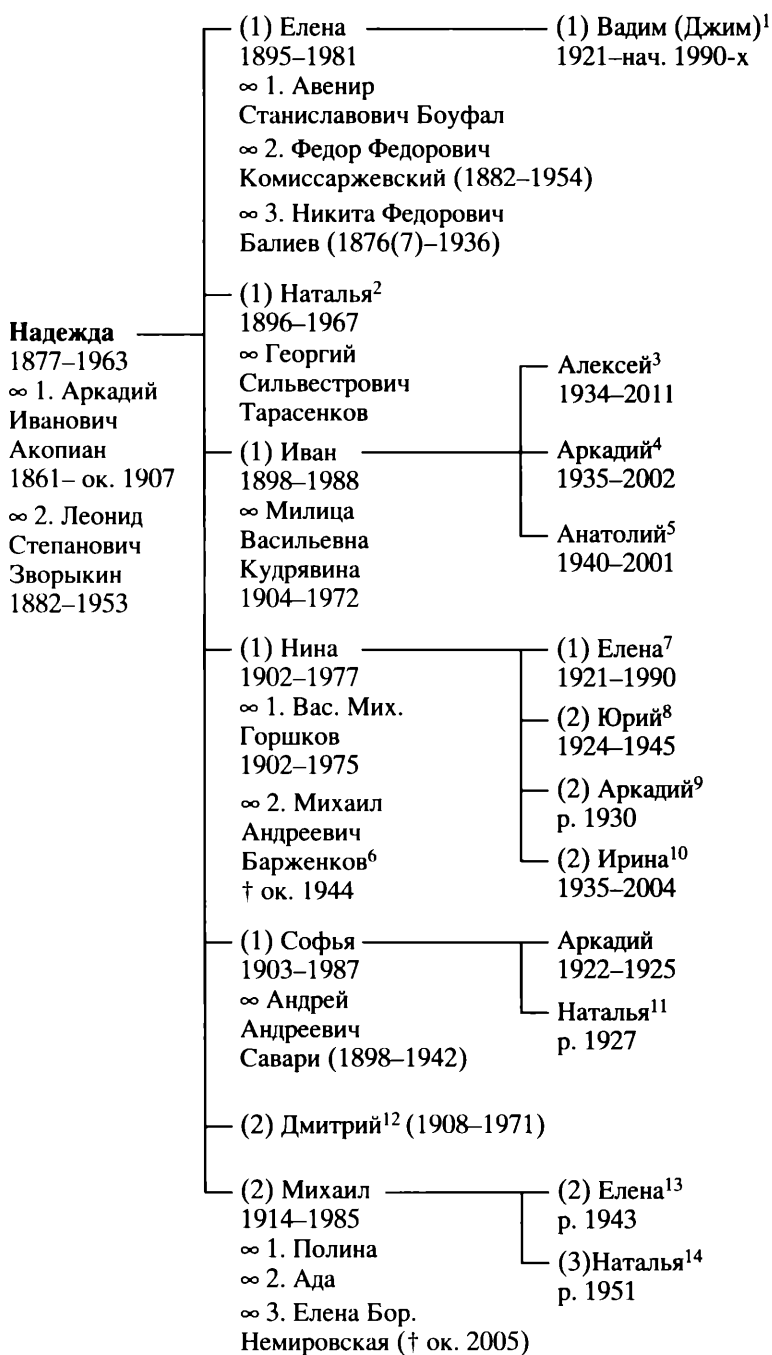 Надежда
1877–1963
∞ 1. Аркадий
Иванович
Акопиан
1861– ок. 1907
∞ 2. Леонид
Степанович
Зворыкин
1882–1953
(1) Елена
1895–1981
∞ 1. Авенир
Станиславович Боуфал
∞ 2. Федор Федорович
Комиссаржевский (1882–1954)
∞ 3. Никита Федорович
Балиев (1876(7)–1936)
(1) Вадим (Джим)¹
1921–нач. 1990-х
(1) Наталья²
1896–1967
∞ Георгий
Сильвестрович
Тарасенков
(1) Иван
1898–1988
∞ Милица
Васильевна
Кудрявина
1904–1972
Алексей³
1934–2011
Аркадий⁴
1935–2002
Анатолий⁵
1940–2001
(1) Нина
1902–1977
∞ 1. Вас. Мих.
Горшков
1902–1975
∞ 2. Михаил
Андреевич
Барженков⁶
† ок. 1944
(1) Елена⁷
1921–1990
(2) Юрий⁸
1924–1945
(2) Аркадий⁹
р. 1930
(2) Ирина¹⁰
1935–2004
(1) Софья
1903–1987
∞ Андрей
Андреевич
Савари (1898–1942)
Аркадий
1922–1925
Наталья¹¹
р. 1927
(2) Дмитрий¹² (1908–1971)
(2) Михаил
1914–1985
∞ 1. Полина
∞ 2. Ада
∞ 3. Елена Бор.
Немировская († ок. 2005)
(2) Елена¹³
р. 1943
(3)Наталья¹⁴
р. 1951